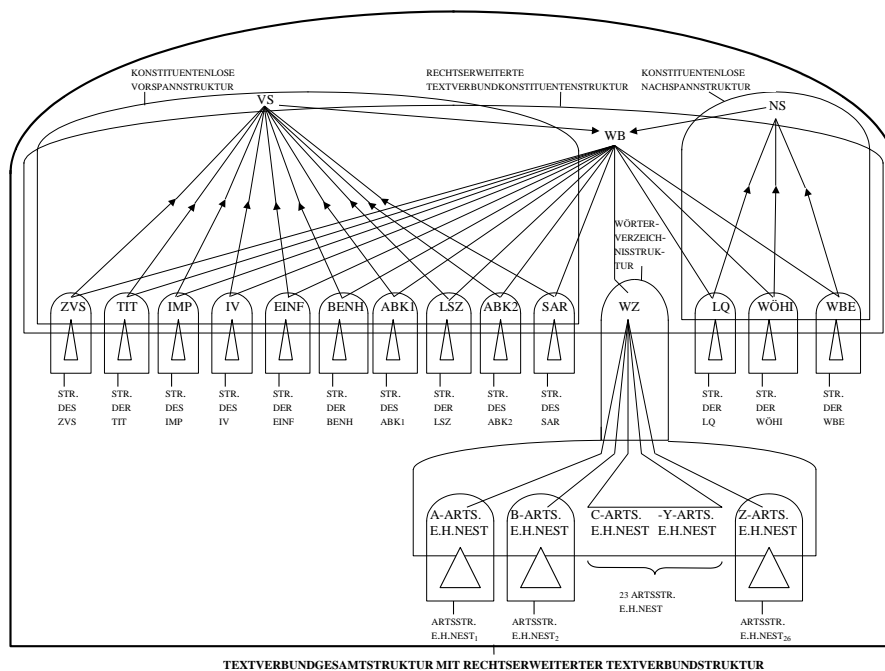 KONSTITUENTENLOSE
VORSPANNSTRUKTUR
RECHTSERWEITERTE
TEXTVERBUNDKONSTITUENTENSTRUKTUR
KONSTITUENTENLOSE
NACHSPANNSTRUKTUR
VS
NS
WB
WÖRTER-
VERZEICH-
NISSTRUK-
TUR
ZVS TIT IMP IV EINF BENH ABK1 LSZ ABK2 SAR WZ LQ WÖHI WBE
STR. STR. STR. STR. STR. STR. STR. STR. STR. STR. STR. STR. STR.
DES DER DES DES DER DER DES DER DES DES DER DER DER
ZVS TIT IMP IV EINF BENH ABK1 LSZ ABK2 SAR LQ WÖHI WBE
A-ARTS. B-ARTS. C-ARTS. -Y-ARTS. Z-ARTS.
E.H.NEST E.H.NEST E.H.NEST E.H.NEST E.H.NEST
23 ARTSSTR.
E.H.NEST
ARTSSTR. ARTSSTR. ARTSSTR.
E.H.NEST1 E.H.NEST2 E.H.NEST26
TEXTVERBUNDGESAMTSTRUKTUR MIT RECHTSERWEITERTER TEXTVERBUNDSTRUKTUR